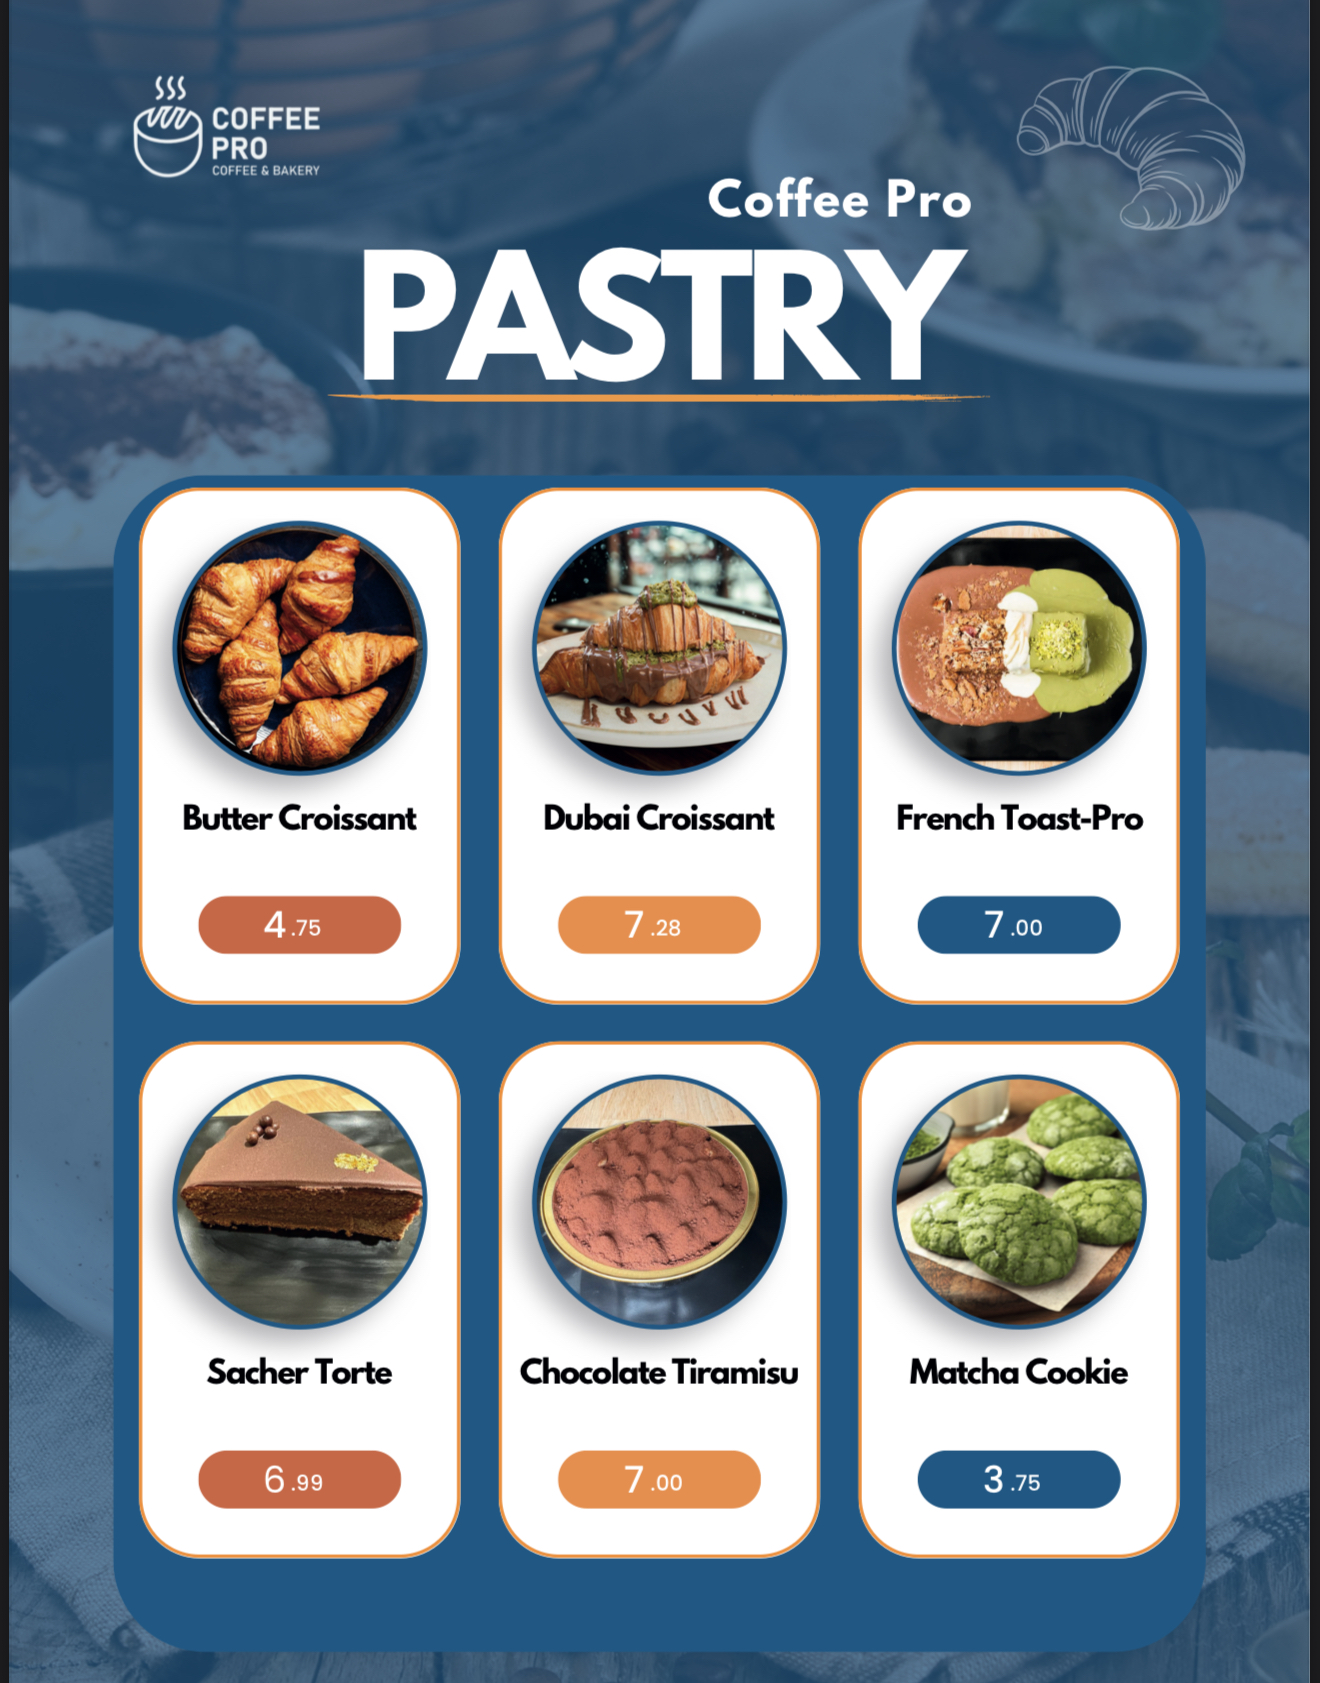 COFFEE
PRO
COFFEE & BAKERY
Coffee Pro
PASTRY
Butter Croissant
4.75
Dubai Croissant
7.28
French Toast-Pro
7.00
Sacher Torte
6.99
Chocolate Tiramisu
7.00
Matcha Cookie
3.75